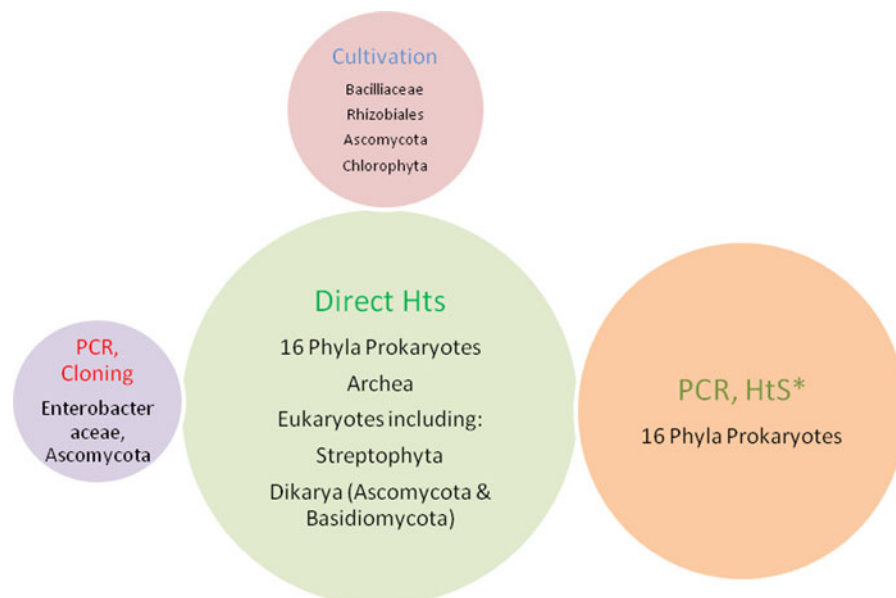 Cultivation
Bacilliaceae
Rhizobiales
Ascomycota
Chlorophyta
PCR,
Cloning
Enterobacter
aceae,
Ascomycota
Direct Hts
16 Phyla Prokaryotes
Archea
Eukaryotes including:
Streptophyta
Dikarya (Ascomycota &
Basidiomycota)
PCR, HtS*
16 Phyla Prokaryotes